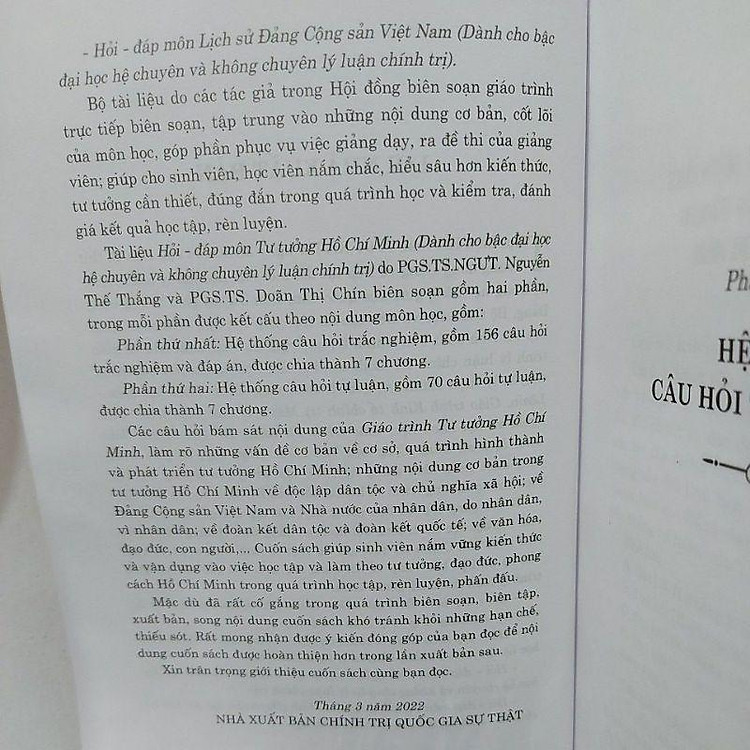 - Hỏi - đáp môn Lịch sử Đảng Cộng sản Việt Nam (Dành cho bậc
đại học hệ chuyên và không chuyên lý luận chính trị).
Bộ tài liệu do các tác giả trong Hội đồng biên soạn giáo trình
trực tiếp biên soạn, tập trung vào những nội dung cơ bản, cốt lõi
của môn học, góp phần phục vụ việc giảng dạy, ra đề thi của giảng
viên; giúp cho sinh viên, học viên nắm chắc, hiểu sâu hơn kiến thức,
tư tưởng cần thiết, đúng đắn trong quá trình học và kiểm tra, đánh
giá kết quả học tập, rèn luyện.
Tài liệu Hỏi - đáp môn Tư tưởng Hồ Chí Minh (Dành cho bậc đại học
hệ chuyên và không chuyên lý luận chính trị) do PGS.TS.NGƯT. Nguyễn
Thế Thắng và PGS.TS. Doãn Thị Chín biên soạn gồm hai phần,
trong mỗi phần được kết cấu theo nội dung môn học, gồm:
Phần thứ nhất: Hệ thống câu hỏi trắc nghiệm, gồm 156 câu hỏi
trắc nghiệm và đáp án, được chia thành 7 chương.
Phần thứ hai: Hệ thống câu hỏi tự luận, gồm 70 câu hỏi tự luận,
được chia thành 7 chương.
Các câu hỏi bám sát nội dung của Giáo trình Tư tưởng Hồ Chí
Minh, làm rõ những vấn đề cơ bản về cơ sở, quá trình hình thành
và phát triển tư tưởng Hồ Chí Minh; những nội dung cơ bản trong
tư tưởng Hồ Chí Minh về độc lập dân tộc và chủ nghĩa xã hội; về
Đảng Cộng sản Việt Nam và Nhà nước của nhân dân, do nhân dân,
vì nhân dân; về đoàn kết dân tộc và đoàn kết quốc tế; về văn hóa,
đạo đức, con người,... Cuốn sách giúp sinh viên nắm vững kiến thức
và vận dụng vào việc học tập và làm theo tư tưởng, đạo đức, phong
cách Hồ Chí Minh trong quá trình học tập, rèn luyện, phấn đấu.
Mặc dù đã rất cố gắng trong quá trình biên soạn, biên tập,
xuất bản, song nội dung cuốn sách khó tránh khỏi những hạn chế,
thiếu sót. Rất mong nhận được ý kiến đóng góp của bạn đọc để nội
dung cuốn sách được hoàn thiện hơn trong lần xuất bản sau.
Xin trân trọng giới thiệu cuốn sách cùng bạn đọc.
Tháng 3 năm 2022
NHÀ XUẤT BẢN CHÍNH TRỊ QUỐC GIA SỰ THẬT
Ph
HỆ
CÂU HỎI